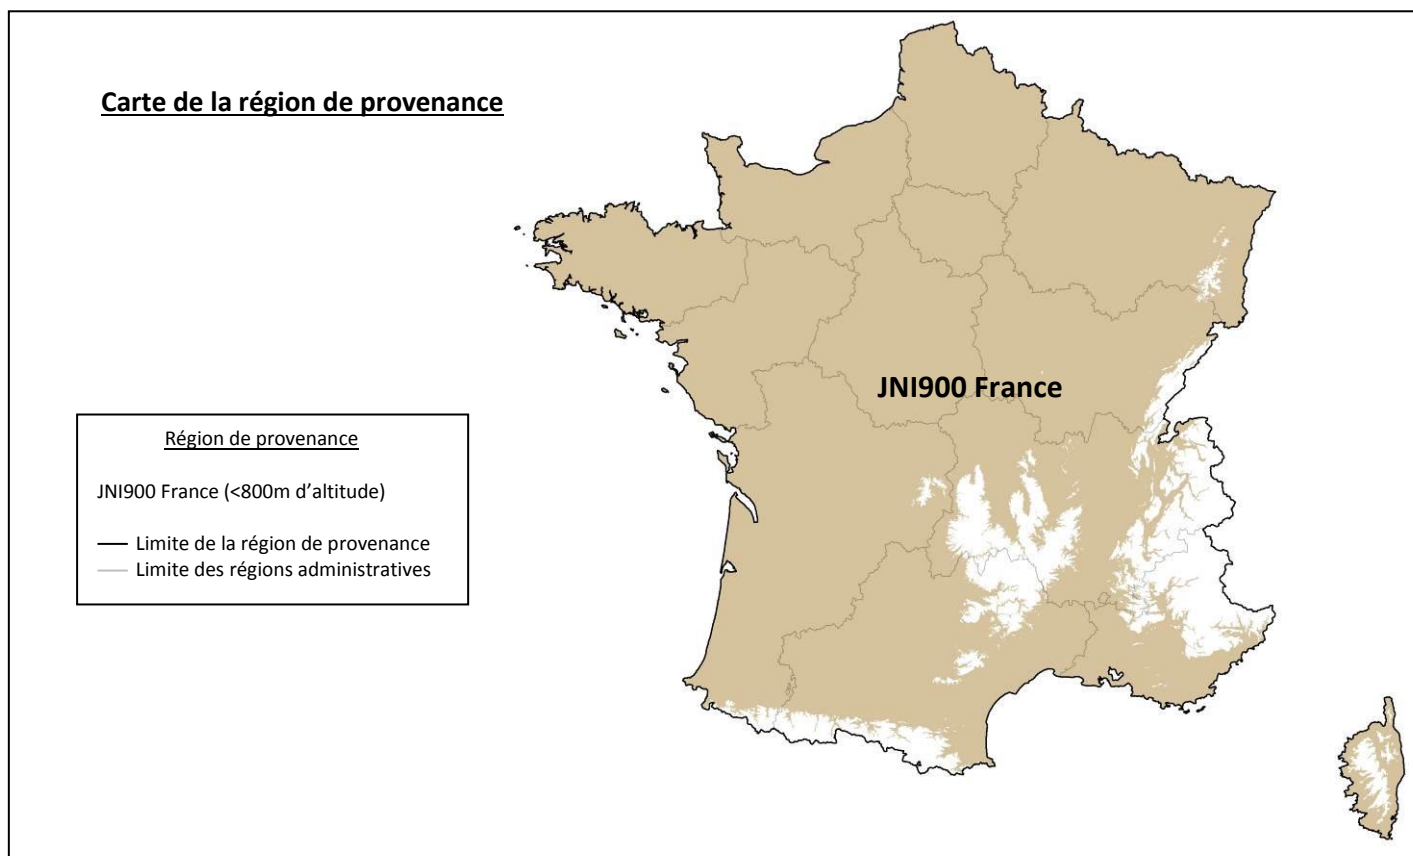 Carte de la région de provenance
JNI900 France
Région de provenance
JNI900 France (<800m d’altitude)
Limite de la région de provenance
Limite des régions administratives